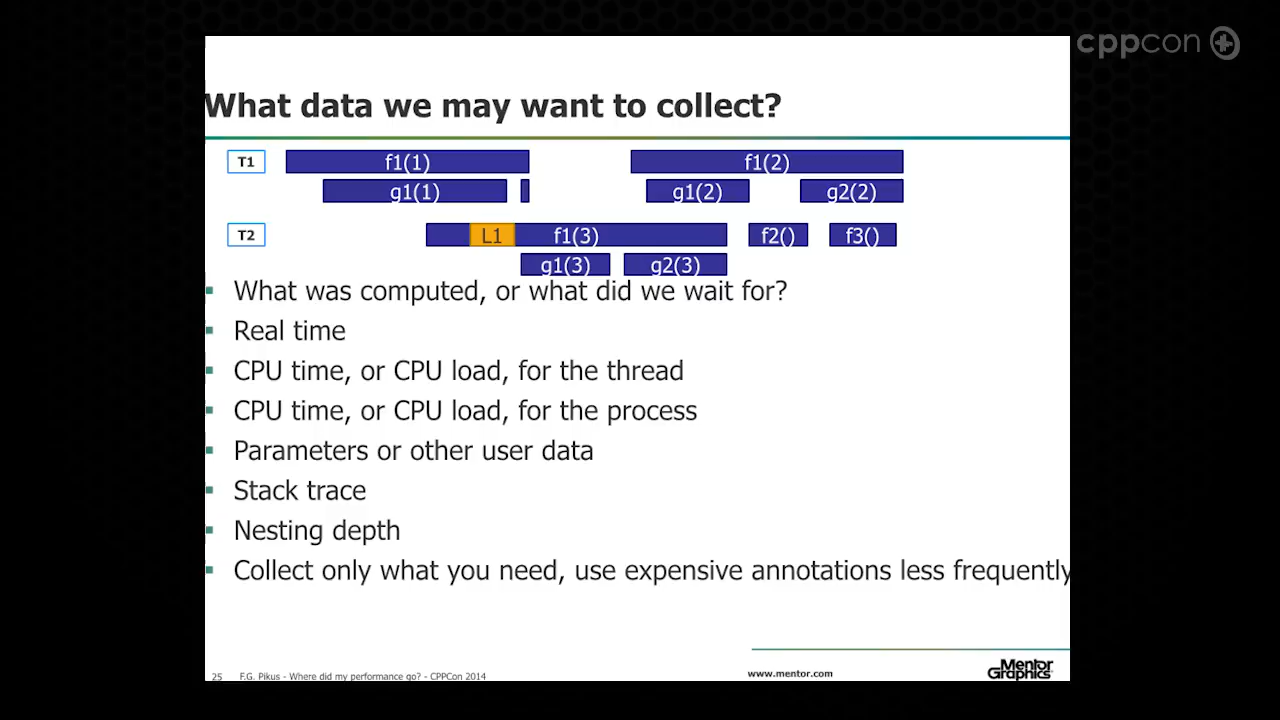 cppcon
What data we may want to collect?
T1 f1(1) f1(2)
g1(1) g1(2) g2(2)
T2 L1 f1(3) f2() f3()
g1(3) g2(3)
What was computed, or what did we wait for?
Real time
CPU time, or CPU load, for the thread
CPU time, or CPU load, for the process
Parameters or other user data
Stack trace
Nesting depth
Collect only what you need, use expensive annotations less frequently
25 F.G. Pikus - Where did my performance go? - CPPCon 2014 www.mentor.com
Mentor
Graphics